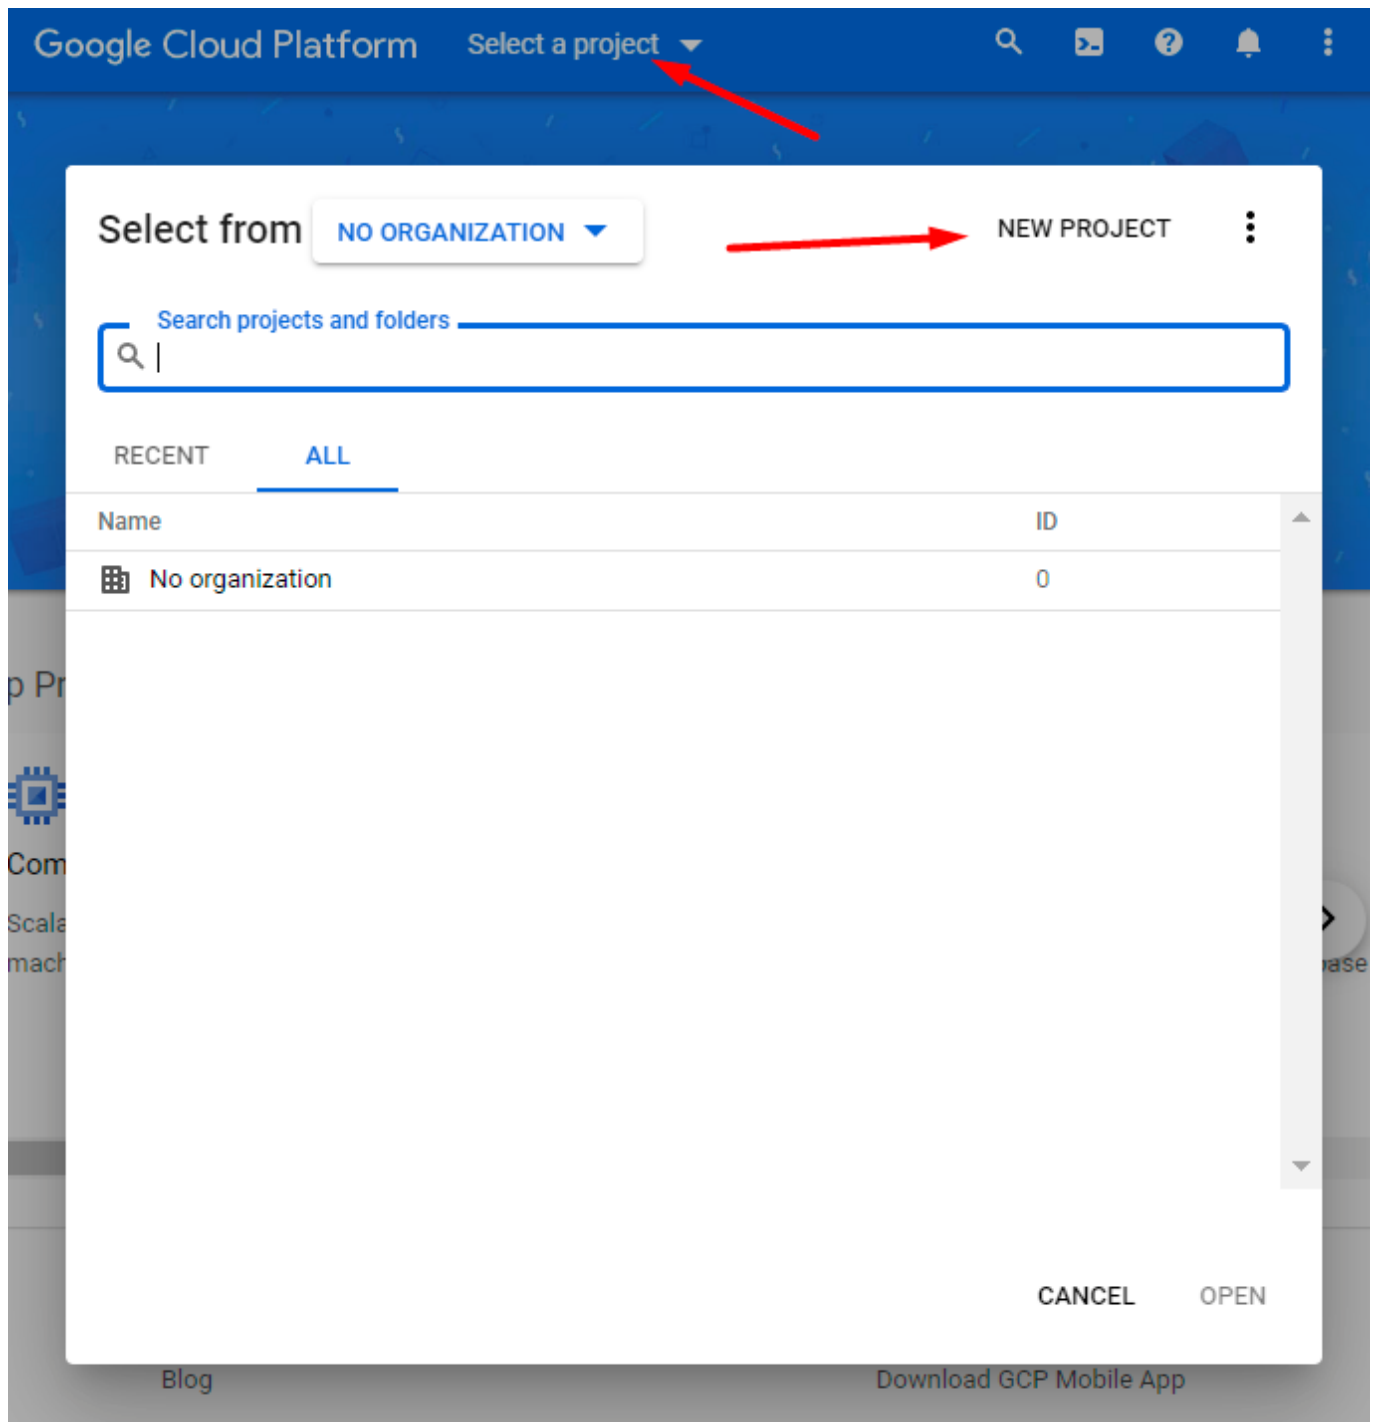 Google Cloud Platform Select a project
Select from NO ORGANIZATION NEW PROJECT
Search projects and folders
RECENT ALL
Name ID
No organization 0
p Pr
Com
Scala
mach
base
CANCEL OPEN
Blog Download GCP Mobile App